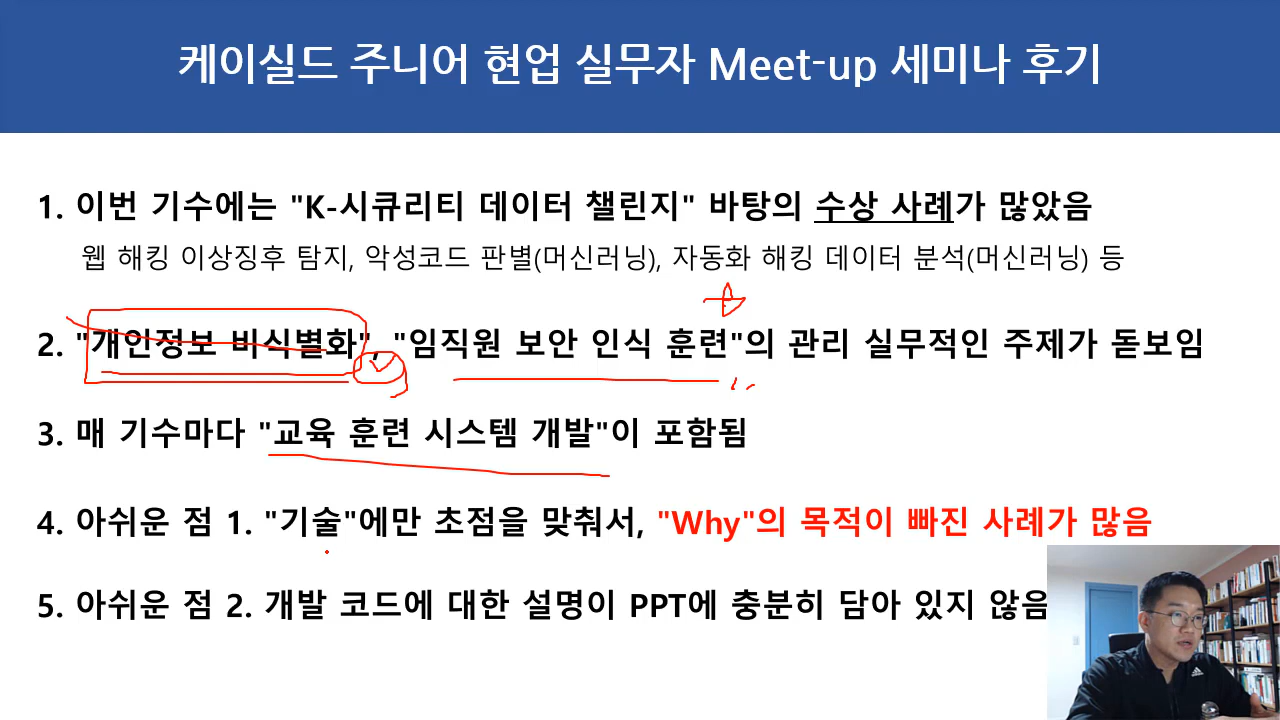 케이실드 주니어 현업 실무자 Meet-up 세미나 후기
1. 이번 기수에는 "K-시큐리티 데이터 챌린지" 바탕의 수상 사례가 많았음
웹 해킹 이상징후 탐지, 악성코드 판별(머신러닝), 자동화 해킹 데이터 분석(머신러닝) 등
2. "개인정보 비식별화", "임직원 보안 인식 훈련"의 관리 실무적인 주제가 돋보임
3. 매 기수마다 "교육 훈련 시스템 개발"이 포함됨
4. 아쉬운 점 1. "기술"에만 초점을 맞춰서, "Why"의 목적이 빠진 사례가 많음
5. 아쉬운 점 2. 개발 코드에 대한 설명이 PPT에 충분히 담아 있지 않음